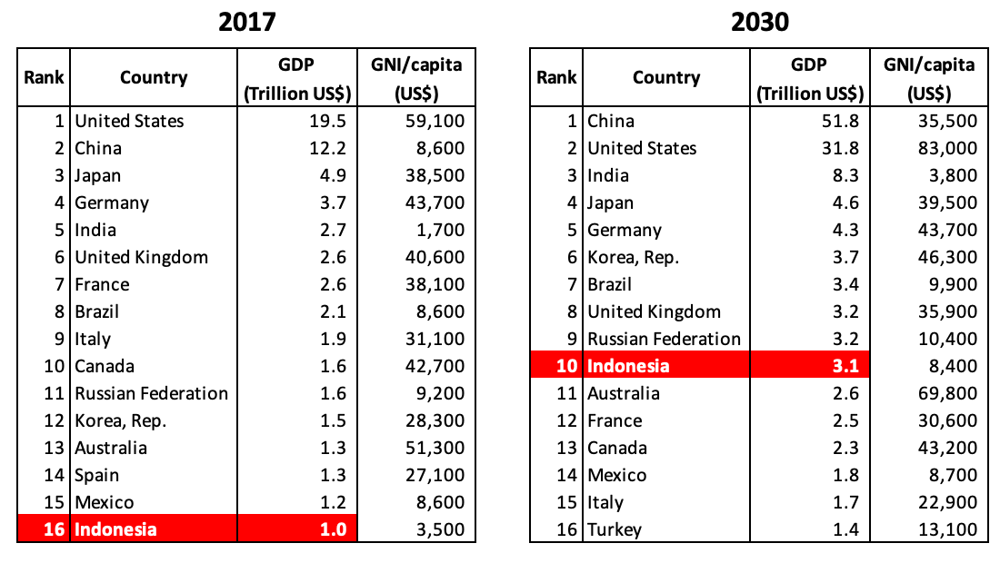 2017
Rank Country GDP (Trillion US$) GNI/capita (US$)
1 United States 19.5 59,100
2 China 12.2 8,600
3 Japan 4.9 38,500
4 Germany 3.7 43,700
5 India 2.7 1,700
6 United Kingdom 2.6 40,600
7 France 2.6 38,100
8 Brazil 2.1 8,600
9 Italy 1.9 31,100
10 Canada 1.6 42,700
11 Russian Federation 1.6 9,200
12 Korea, Rep. 1.5 28,300
13 Australia 1.3 51,300
14 Spain 1.3 27,100
15 Mexico 1.2 8,600
16 Indonesia 1.0 3,500
2030
Rank Country GDP (Trillion US$) GNI/capita (US$)
1 China 51.8 35,500
2 United States 31.8 83,000
3 India 8.3 3,800
4 Japan 4.6 39,500
5 Germany 4.3 43,700
6 Korea, Rep. 3.7 46,300
7 Brazil 3.4 9,900
8 United Kingdom 3.2 35,900
9 Russian Federation 3.2 10,400
10 Indonesia 3.1 8,400
11 Australia 2.6 69,800
12 France 2.5 30,600
13 Canada 2.3 43,200
14 Mexico 1.8 8,700
15 Italy 1.7 22,900
16 Turkey 1.4 13,100